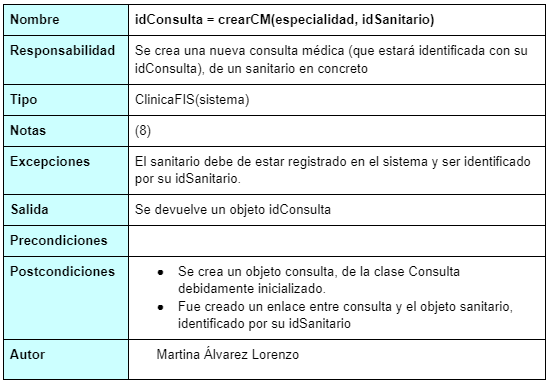 Nombre idConsulta = crearCM(especialidad, idSanitario)
Responsabilidad Se crea una nueva consulta médica (que estará identificada con su
idConsulta), de un sanitario en concreto
Tipo ClinicaFIS(sistema)
Notas (8)
Excepciones El sanitario debe de estar registrado en el sistema y ser identificado
por su idSanitario.
Salida Se devuelve un objeto idConsulta
Precondiciones
Postcondiciones ● Se crea un objeto consulta, de la clase Consulta
debidamente inicializado.
● Fue creado un enlace entre consulta y el objeto sanitario,
identificado por su idSanitario
Autor Martina Álvarez Lorenzo